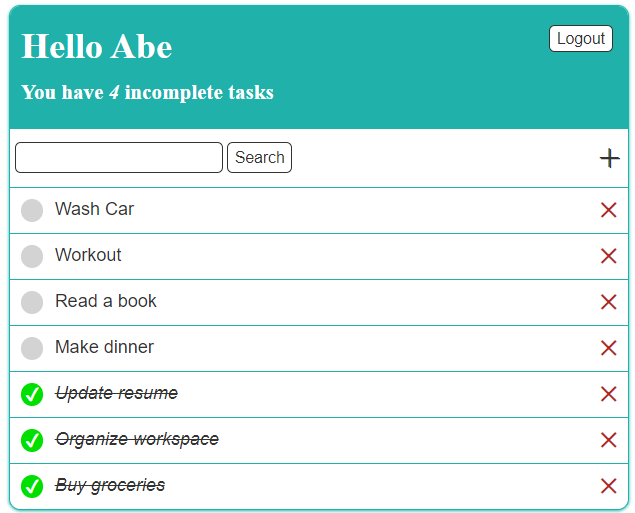 Hello Abe
Logout
You have 4 incomplete tasks
Search
Wash Car
Workout
Read a book
Make dinner
Update resume
Organize workspace
Buy groceries